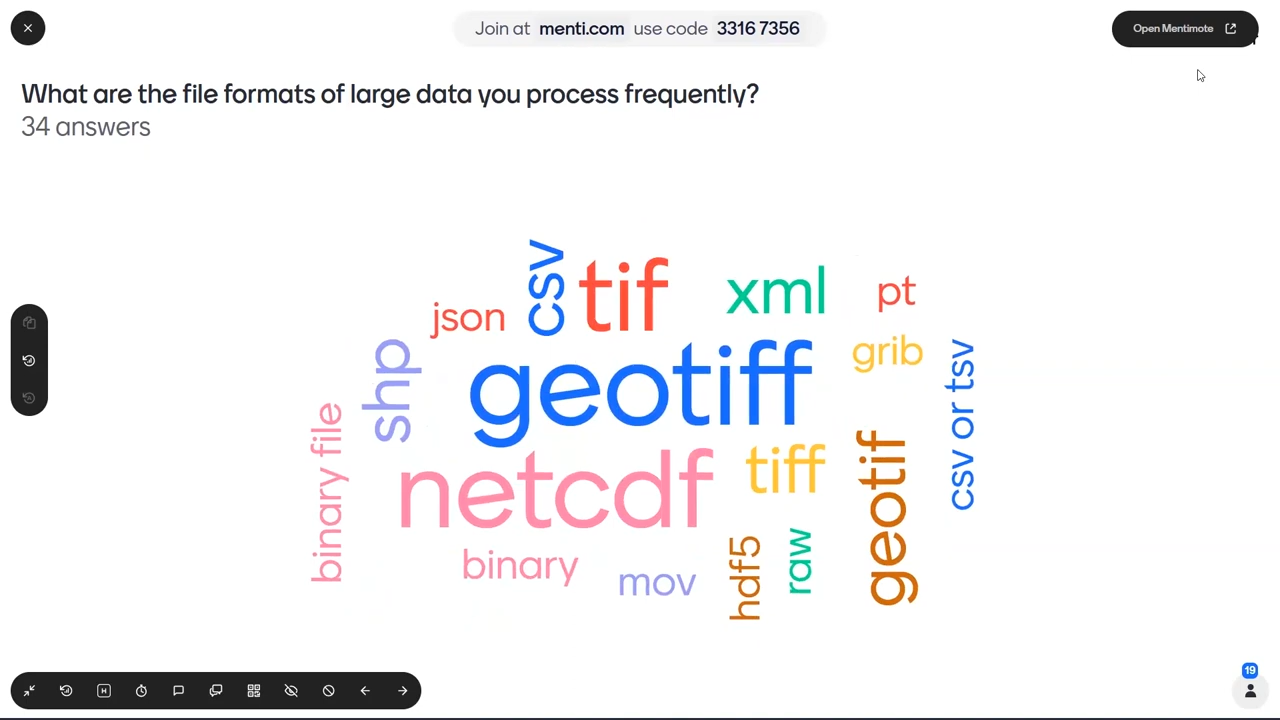 Join at menti.com use code 3316 7356
Open Mentimote
What are the file formats of large data you process frequently?
34 answers
csv
tif
xml
pt
json
grib
shp
geotiff
csv or tsv
binary file
netcdf
tiff
geotif
binary
mov
hdf5
raw
19